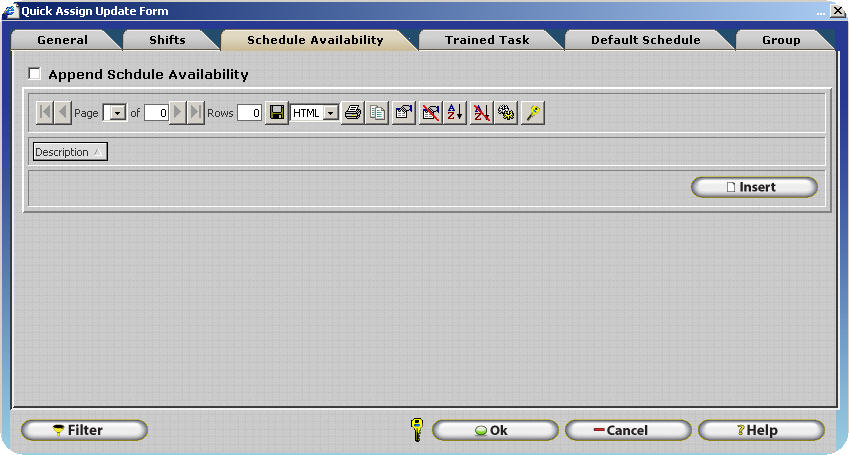 Quick Assign Update Form ...
General Shifts Schedule Availability Trained Task Default Schedule Group
Append Schdule Availability
Page of 0 Rows 0 HTML A Z A Z
Description
Insert
Filter Ok Cancel ? Help